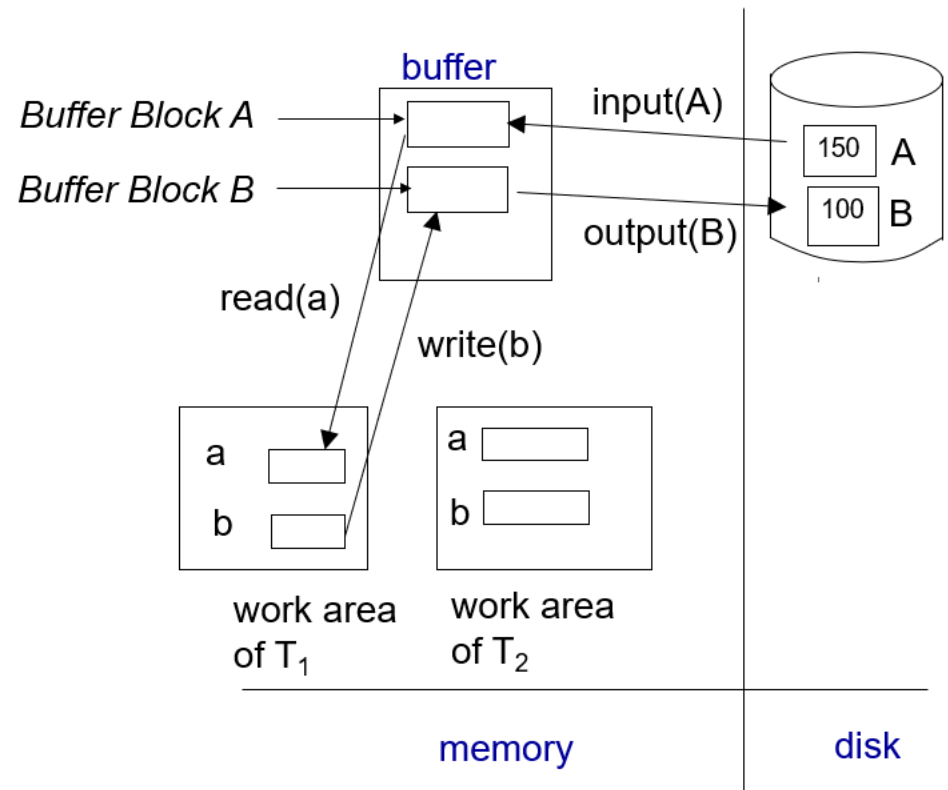 buffer
Buffer Block A
input(A)
150
A
Buffer Block B
100
B
output(B)
read(a)
write(b)
a
b
a
b
work area
of T₁
work area
of T₂
memory
disk